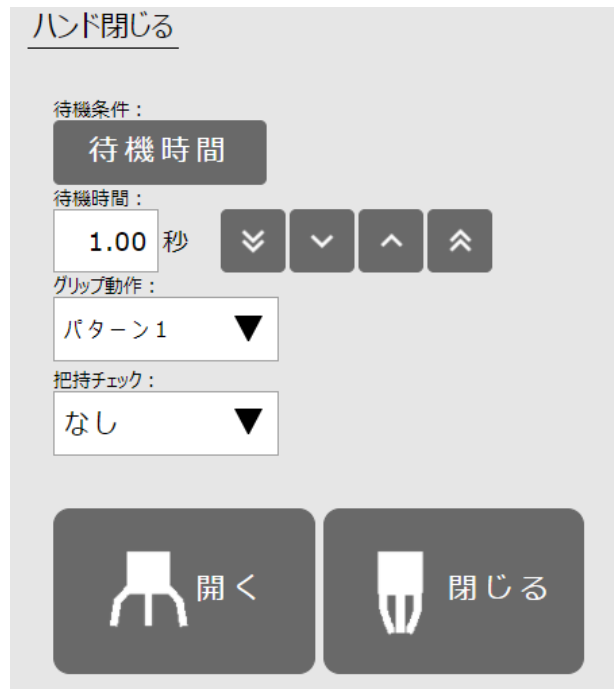 ハンド閉じる
待機条件：
待機時間
待機時間：
1.00 秒
グリップ動作：
パターン1
把持チェック：
なし
開く
閉じる